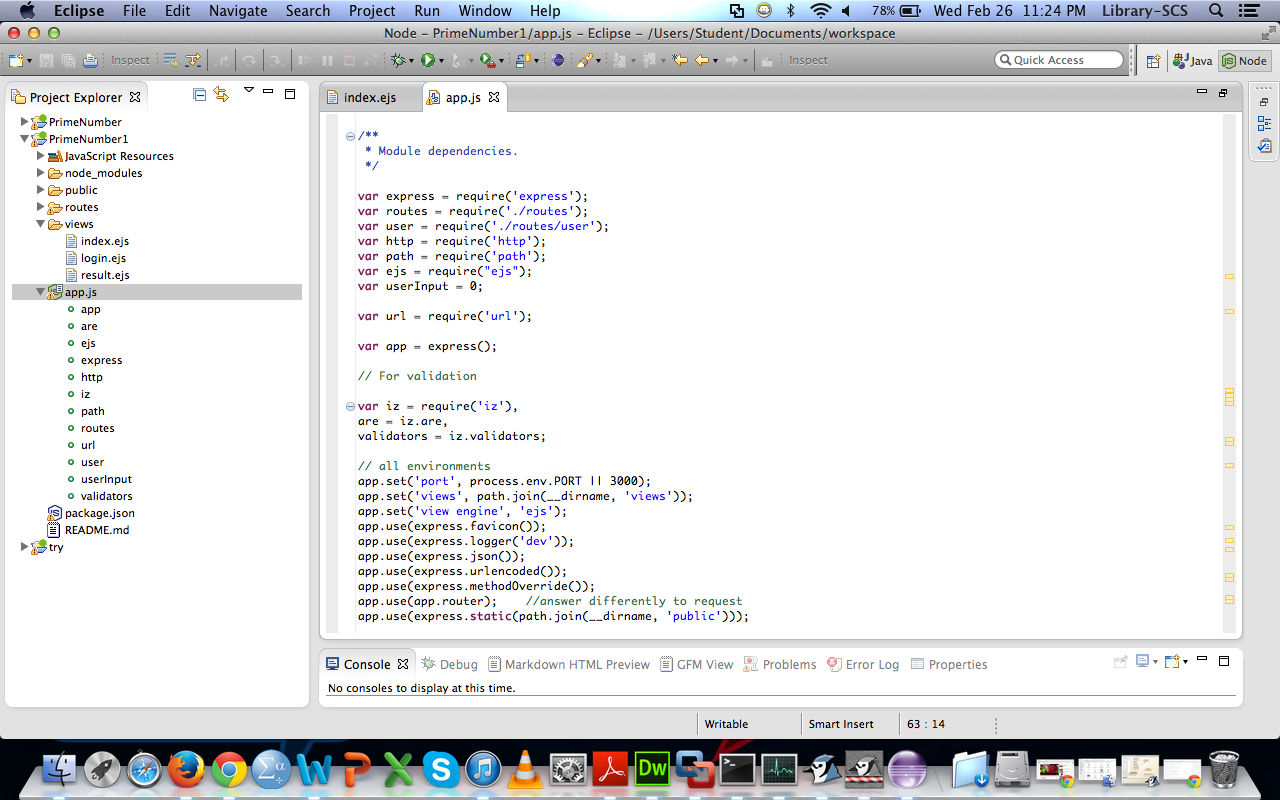 Eclipse File Edit Navigate Search Project Run Window Help 78% Wed Feb 26 11:24 PM Library-SCS
Node – PrimeNumber1/app.js – Eclipse – /Users/Student/Documents/workspace
Inspect Inspect Quick Access Java Node
Project Explorer
PrimeNumber
PrimeNumber1
JavaScript Resources
node_modules
public
routes
views
index.ejs
login.ejs
result.ejs
app.js
app
are
ejs
express
http
iz
path
routes
url
user
userInput
validators
package.json
README.md
try
index.ejs app.js
/**
* Module dependencies.
*/
var express = require('express');
var routes = require('./routes');
var user = require('./routes/user');
var http = require('http');
var path = require('path');
var ejs = require("ejs");
var userInput = 0;
var url = require('url');
var app = express();
// For validation
var iz = require('iz'),
are = iz.are,
validators = iz.validators;
// all environments
app.set('port', process.env.PORT || 3000);
app.set('views', path.join(__dirname, 'views'));
app.set('view engine', 'ejs');
app.use(express.favicon());
app.use(express.logger('dev'));
app.use(express.json());
app.use(express.urlencoded());
app.use(express.methodOverride());
app.use(app.router); //answer differently to request
app.use(express.static(path.join(__dirname, 'public')));
Console Debug Markdown HTML Preview GFM View Problems Error Log Properties
No consoles to display at this time.
Writable Smart Insert 63 : 14
Dw